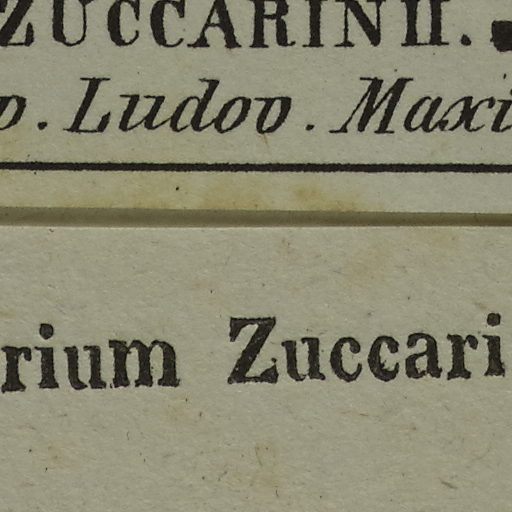 ZUCCARINII.
p. Ludov. Maxi
rium Zuccari